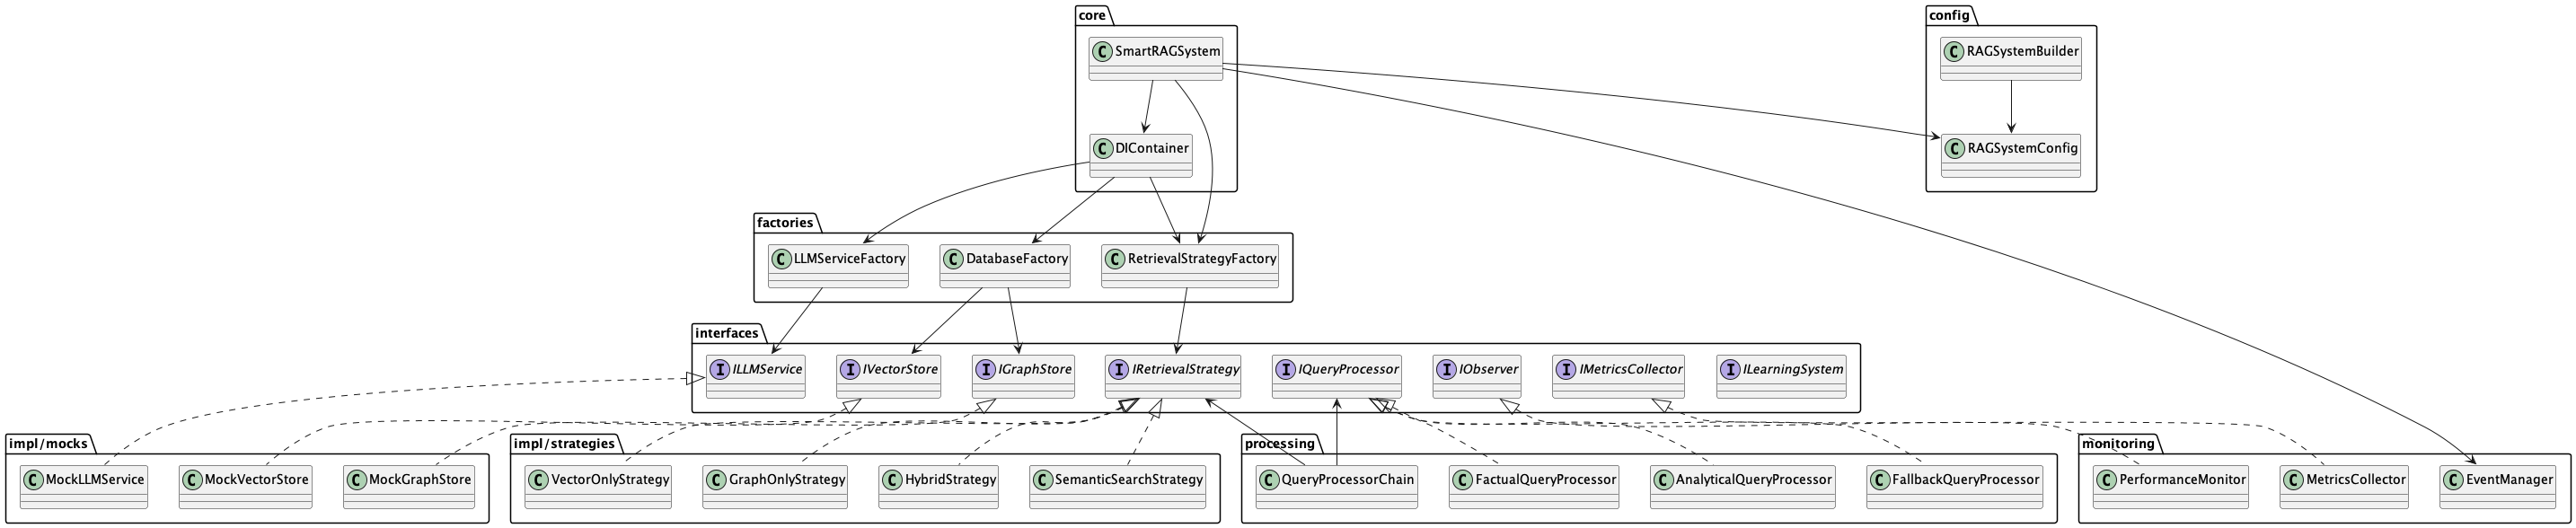 core
config
C SmartRAGSystem
C RAGSystemBuilder
C DIContainer
C RAGSystemConfig
factories
C LLMServiceFactory
C DatabaseFactory
C RetrievalStrategyFactory
interfaces
I ILLMService
I IVectorStore
I IGraphStore
I IRetrievalStrategy
I IQueryProcessor
I IObserver
I IMetricsCollector
I ILearningSystem
impl/mocks
impl/strategies
processing
monitoring
C MockLLMService
C MockVectorStore
C MockGraphStore
C VectorOnlyStrategy
C GraphOnlyStrategy
C HybridStrategy
C SemanticSearchStrategy
C QueryProcessorChain
C FactualQueryProcessor
C AnalyticalQueryProcessor
C FallbackQueryProcessor
C PerformanceMonitor
C MetricsCollector
C EventManager